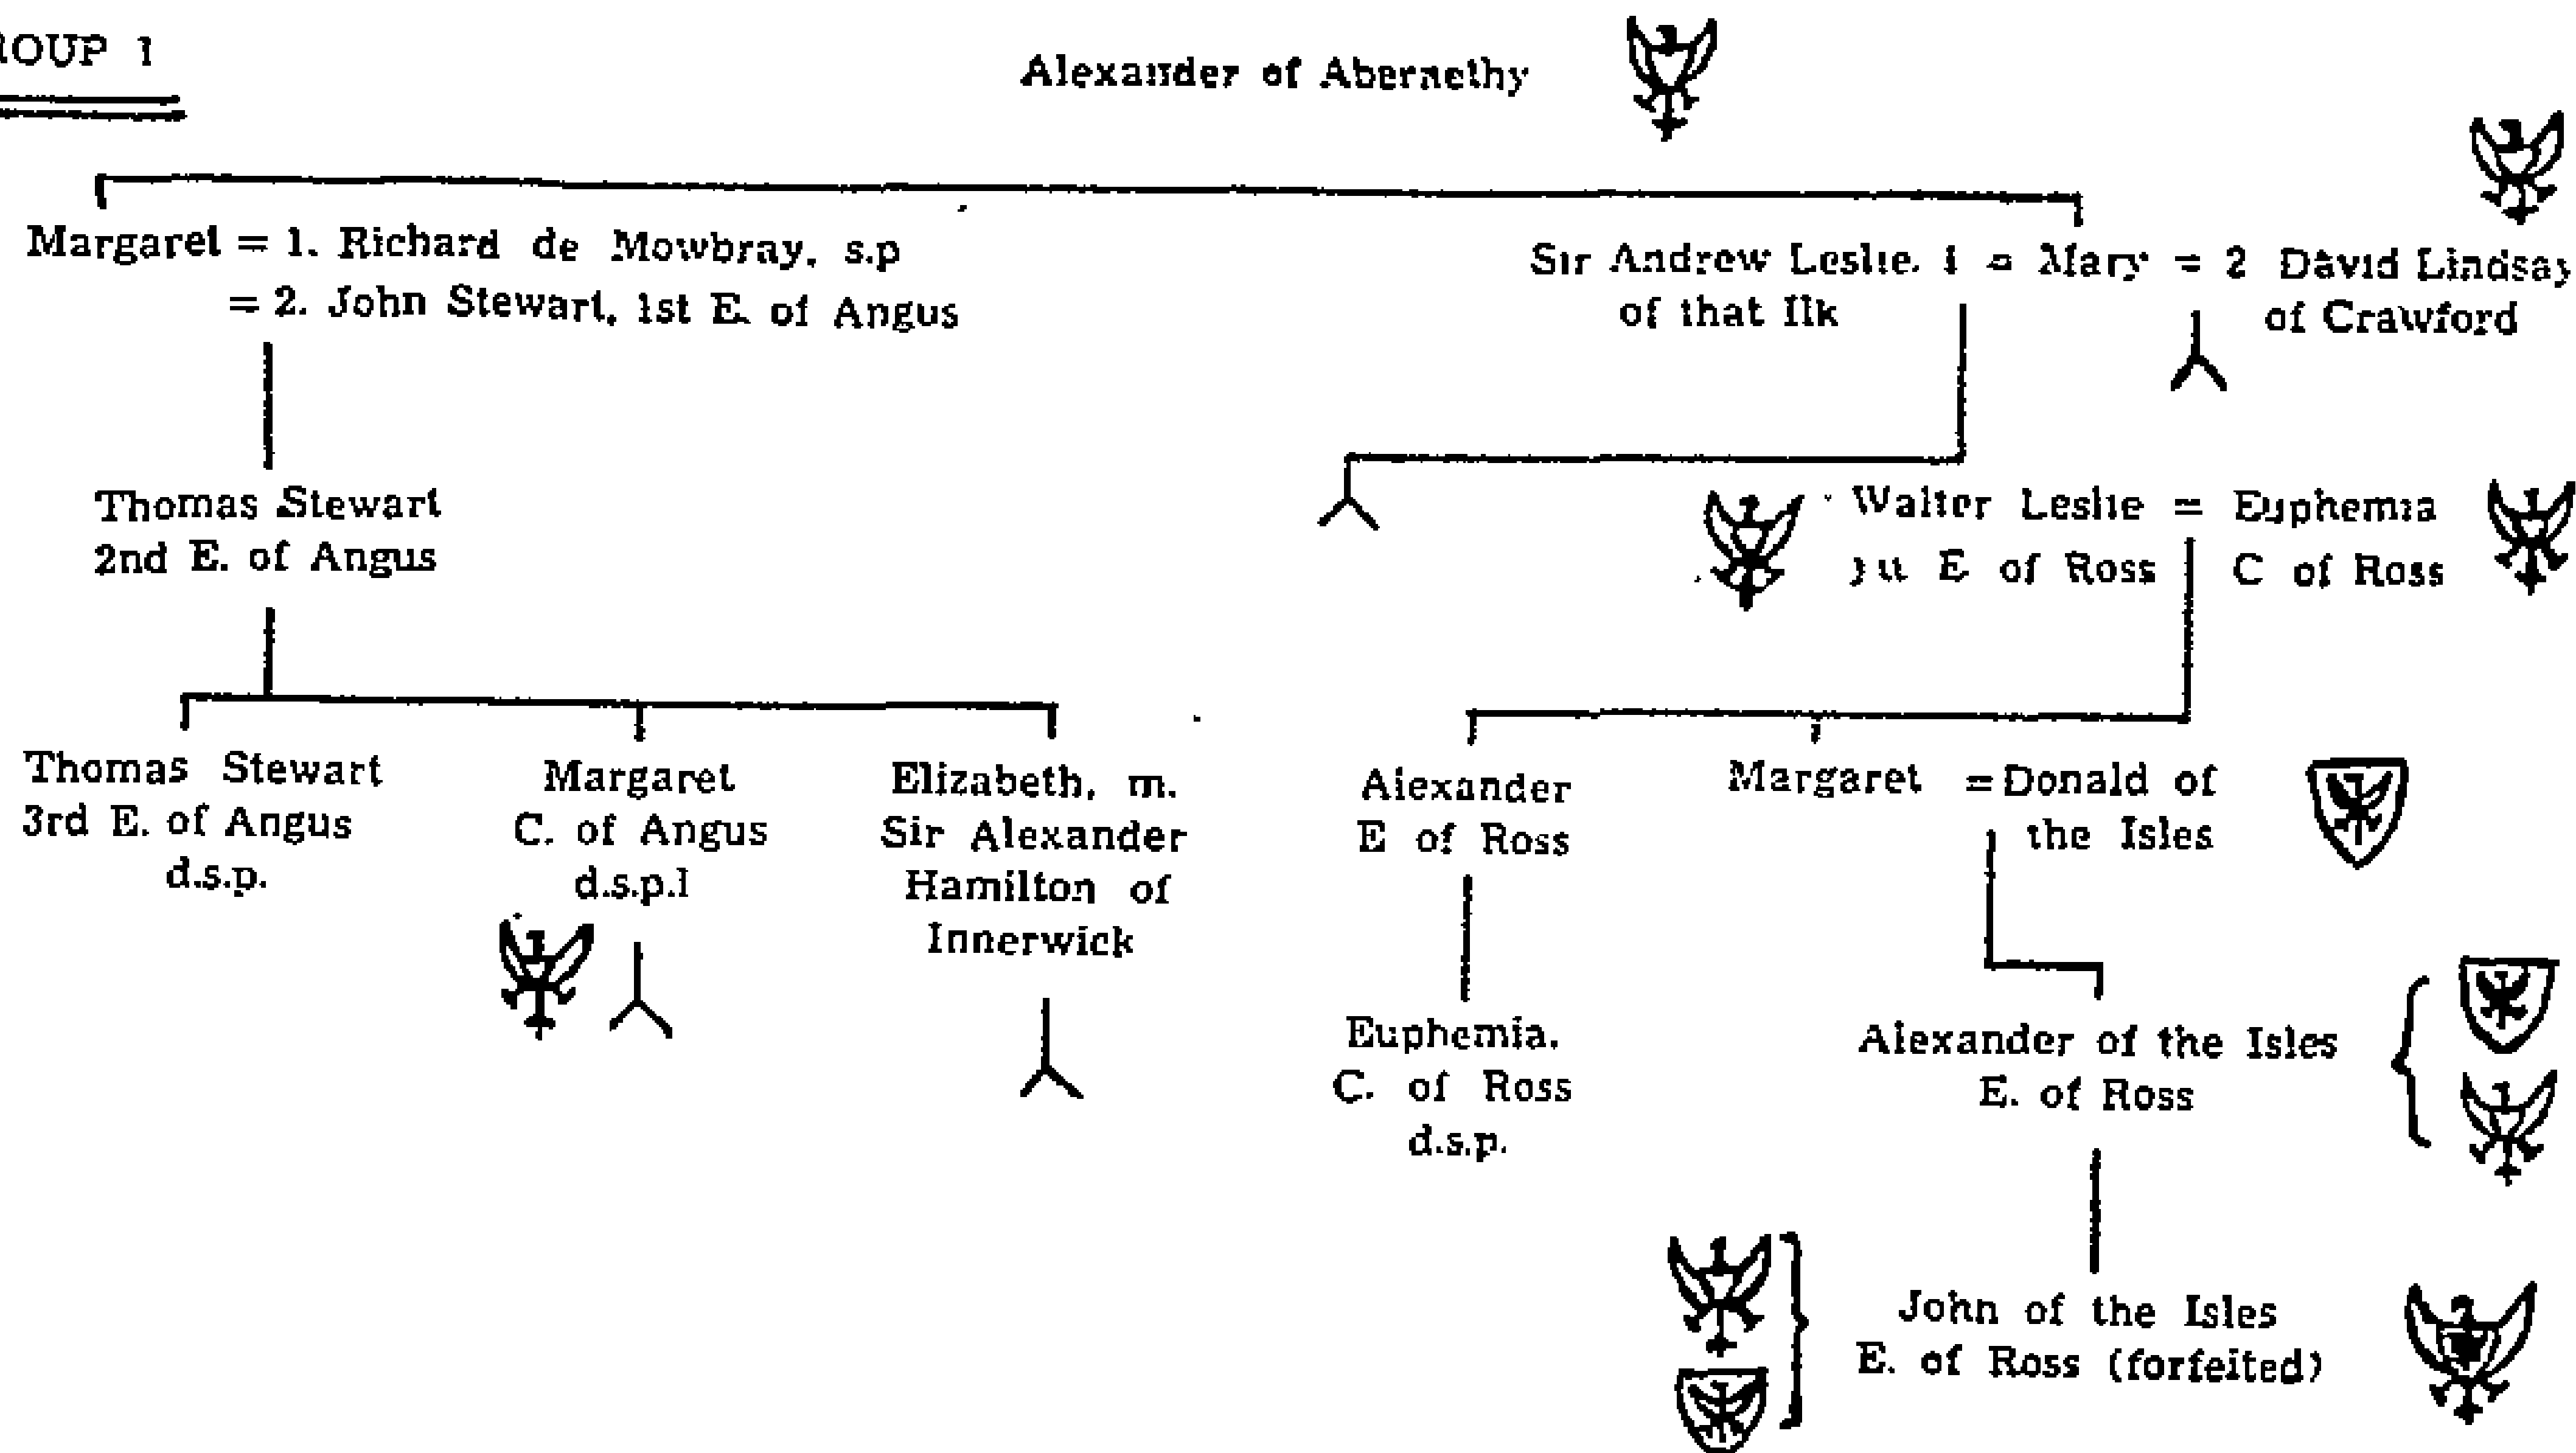 ROUP 1
Alexander of Abernethy
Margaret = 1. Richard de Mowbray, s.p
= 2. John Stewart, 1st E. of Angus
Sir Andrew Leslie. 1 = Mary = 2 David Lindsay
of that Ilk
of Crawford
Thomas Stewart
2nd E. of Angus
Walter Leslie = Euphemia
E of Ross
C of Ross
Thomas Stewart
3rd E. of Angus
d.s.p.
Margaret
C. of Angus
d.s.p.l
Elizabeth, m.
Sir Alexander
Hamilton of
Innerwick
Alexander
E of Ross
Margaret = Donald of
the Isles
Euphemia.
C. of Ross
d.s.p.
Alexander of the Isles
E. of Ross
John of the Isles
E. of Ross (forfeited)